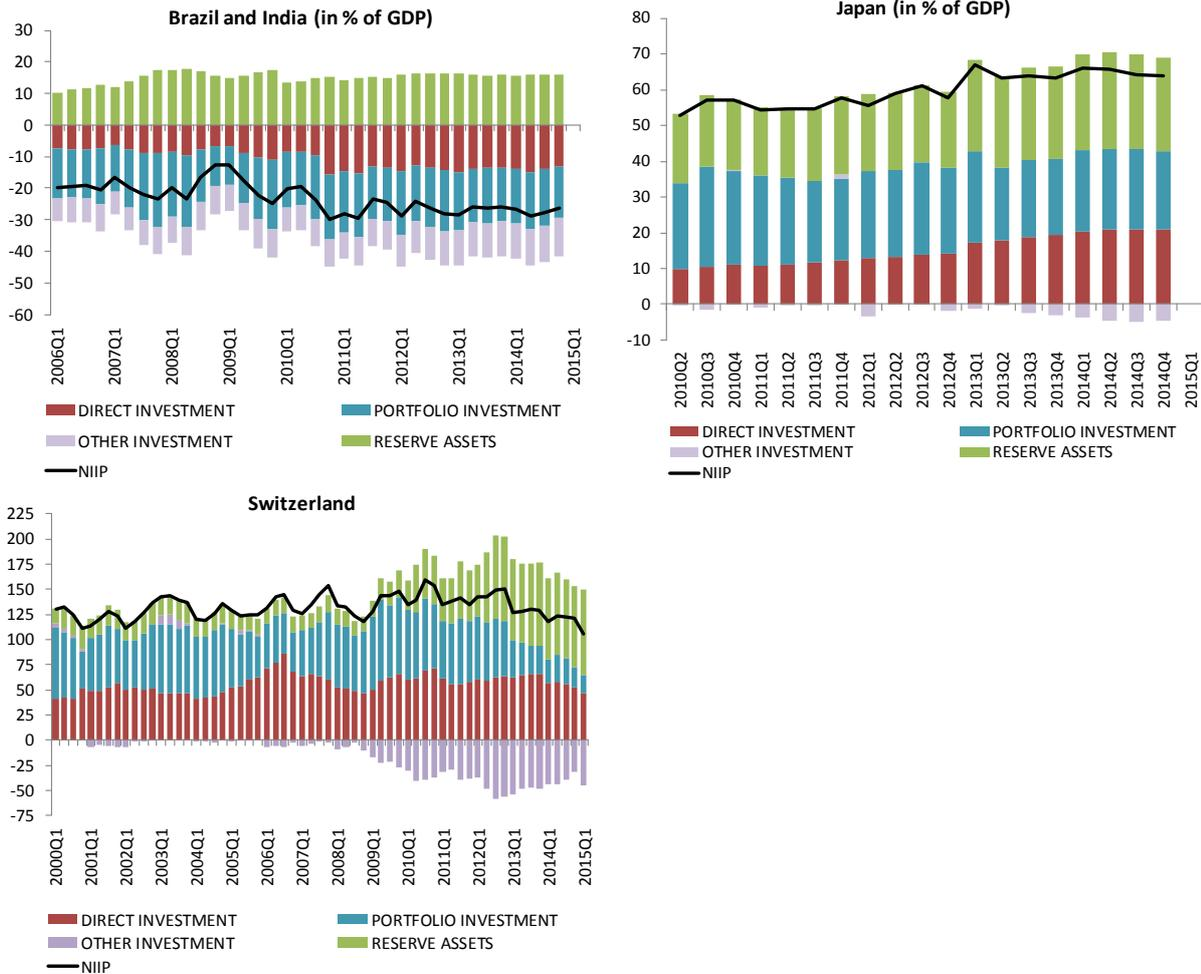 Brazil and India (in % of GDP)
30
20
10
0
-10
-20
-30
-40
-50
-60
2006Q1
2007Q1
2008Q1
2009Q1
2010Q1
2011Q1
2012Q1
2013Q1
2014Q1
2015Q1
DIRECT INVESTMENT
PORTFOLIO INVESTMENT
OTHER INVESTMENT
RESERVE ASSETS
NIIP
Japan (in % of GDP)
80
70
60
50
40
30
20
10
0
-10
2010Q2
2010Q3
2010Q4
2011Q1
2011Q2
2011Q3
2011Q4
2012Q1
2012Q2
2012Q3
2012Q4
2013Q1
2013Q2
2013Q3
2013Q4
2014Q1
2014Q2
2014Q3
2014Q4
2015Q1
DIRECT INVESTMENT
PORTFOLIO INVESTMENT
OTHER INVESTMENT
RESERVE ASSETS
NIIP
Switzerland
225
200
175
150
125
100
75
50
25
0
-25
-50
-75
2000Q1
2001Q1
2002Q1
2003Q1
2004Q1
2005Q1
2006Q1
2007Q1
2008Q1
2009Q1
2010Q1
2011Q1
2012Q1
2013Q1
2014Q1
2015Q1
DIRECT INVESTMENT
PORTFOLIO INVESTMENT
OTHER INVESTMENT
RESERVE ASSETS
NIIP